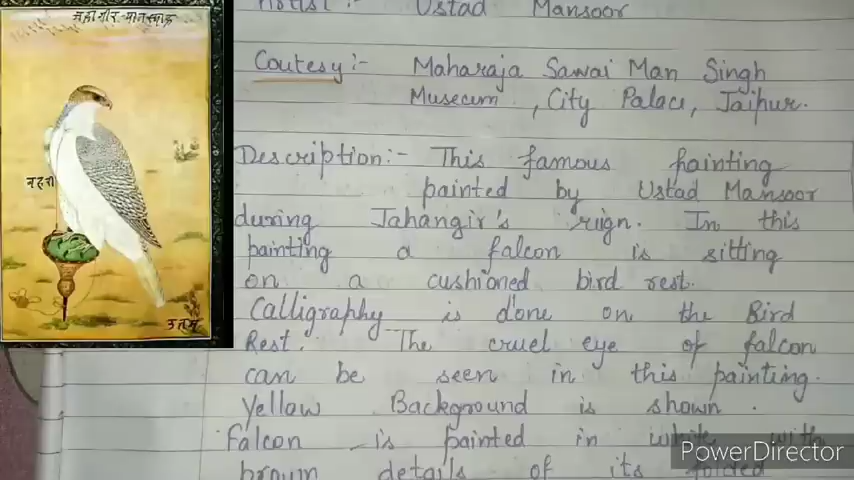 Ustad Mansoor
Coutesy:- Maharaja Sawai Man Singh
Museum, City Palace, Jaipur.
Description:- This famous painting
painted by Ustad Mansoor
during Jahangir's reign. In this
painting a falcon is sitting
on a cushioned bird rest.
Calligraphy is done on the Bird
Rest. The cruel eye of falcon
can be seen in this painting.
Yellow Background is shown.
Falcon is painted in white with
brown details of its folded
उत्तम
PowerDirector